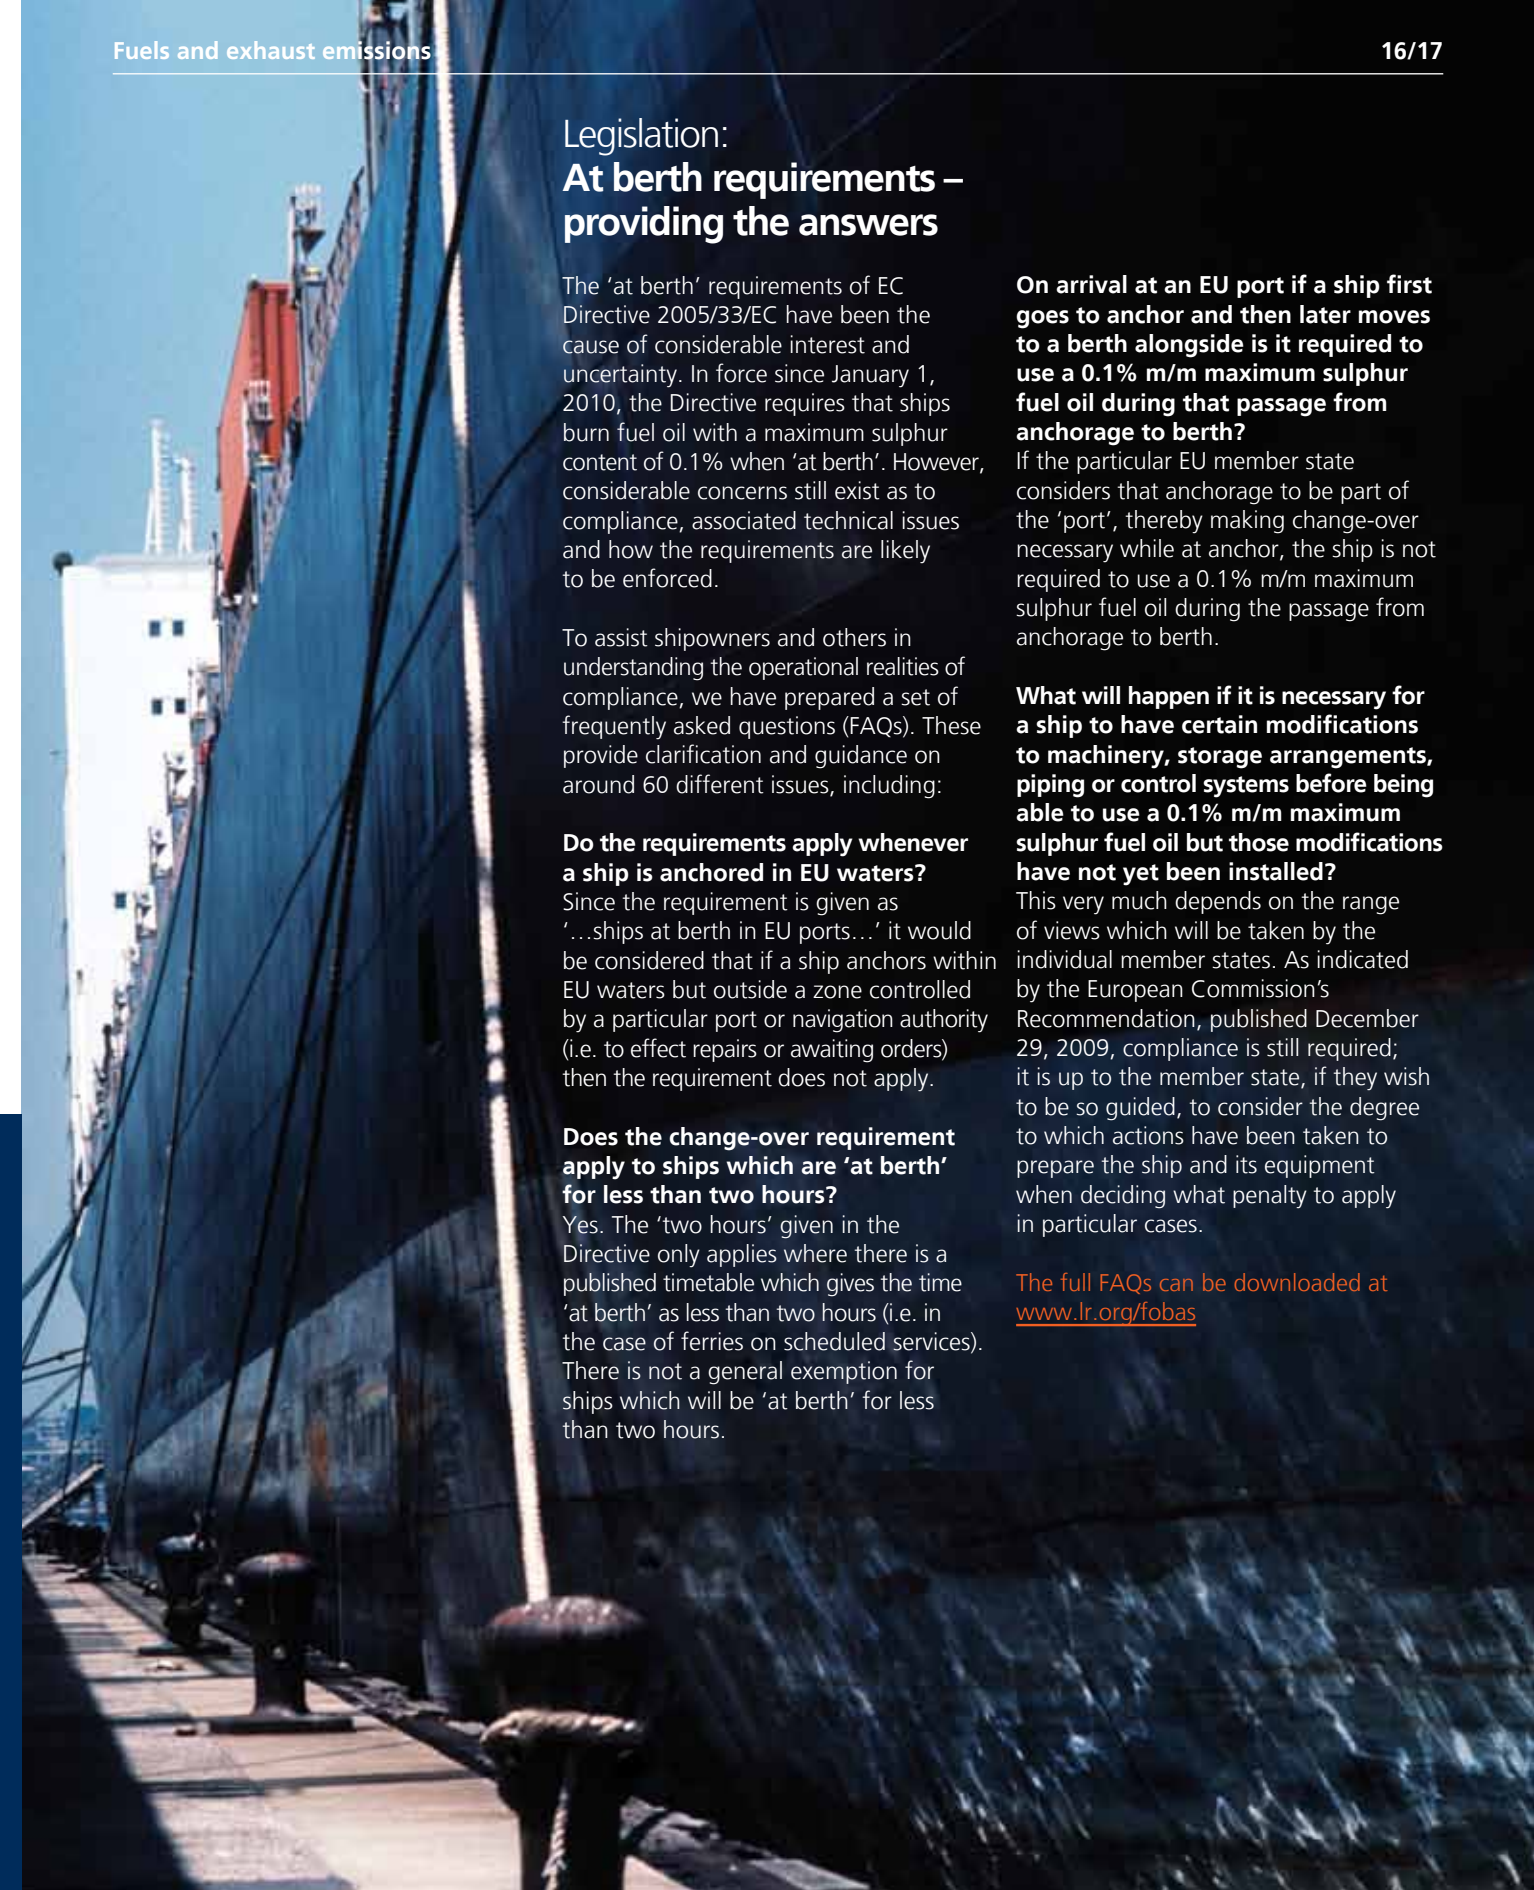 Fuels and exhaust emissions
16/17
Legislation:
At berth requirements –
providing the answers
The ‘at berth’ requirements of EC
Directive 2005/33/EC have been the
cause of considerable interest and
uncertainty. In force since January 1,
2010, the Directive requires that ships
burn fuel oil with a maximum sulphur
content of 0.1% when ‘at berth’. However,
considerable concerns still exist as to
compliance, associated technical issues
and how the requirements are likely
to be enforced.
To assist shipowners and others in
understanding the operational realities of
compliance, we have prepared a set of
frequently asked questions (FAQs). These
provide clarification and guidance on
around 60 different issues, including:
Do the requirements apply whenever
a ship is anchored in EU waters?
Since the requirement is given as
‘…ships at berth in EU ports…’ it would
be considered that if a ship anchors within
EU waters but outside a zone controlled
by a particular port or navigation authority
(i.e. to effect repairs or awaiting orders)
then the requirement does not apply.
Does the change-over requirement
apply to ships which are ‘at berth’
for less than two hours?
Yes. The ‘two hours’ given in the
Directive only applies where there is a
published timetable which gives the time
‘at berth’ as less than two hours (i.e. in
the case of ferries on scheduled services).
There is not a general exemption for
ships which will be ‘at berth’ for less
than two hours.
On arrival at an EU port if a ship first
goes to anchor and then later moves
to a berth alongside is it required to
use a 0.1% m/m maximum sulphur
fuel oil during that passage from
anchorage to berth?
If the particular EU member state
considers that anchorage to be part of
the ‘port’, thereby making change-over
necessary while at anchor, the ship is not
required to use a 0.1% m/m maximum
sulphur fuel oil during the passage from
anchorage to berth.
What will happen if it is necessary for
a ship to have certain modifications
to machinery, storage arrangements,
piping or control systems before being
able to use a 0.1% m/m maximum
sulphur fuel oil but those modifications
have not yet been installed?
This very much depends on the range
of views which will be taken by the
individual member states. As indicated
by the European Commission’s
Recommendation, published December
29, 2009, compliance is still required;
it is up to the member state, if they wish
to be so guided, to consider the degree
to which actions have been taken to
prepare the ship and its equipment
when deciding what penalty to apply
in particular cases.
The full FAQs can be downloaded at
www.lr.org/fobas